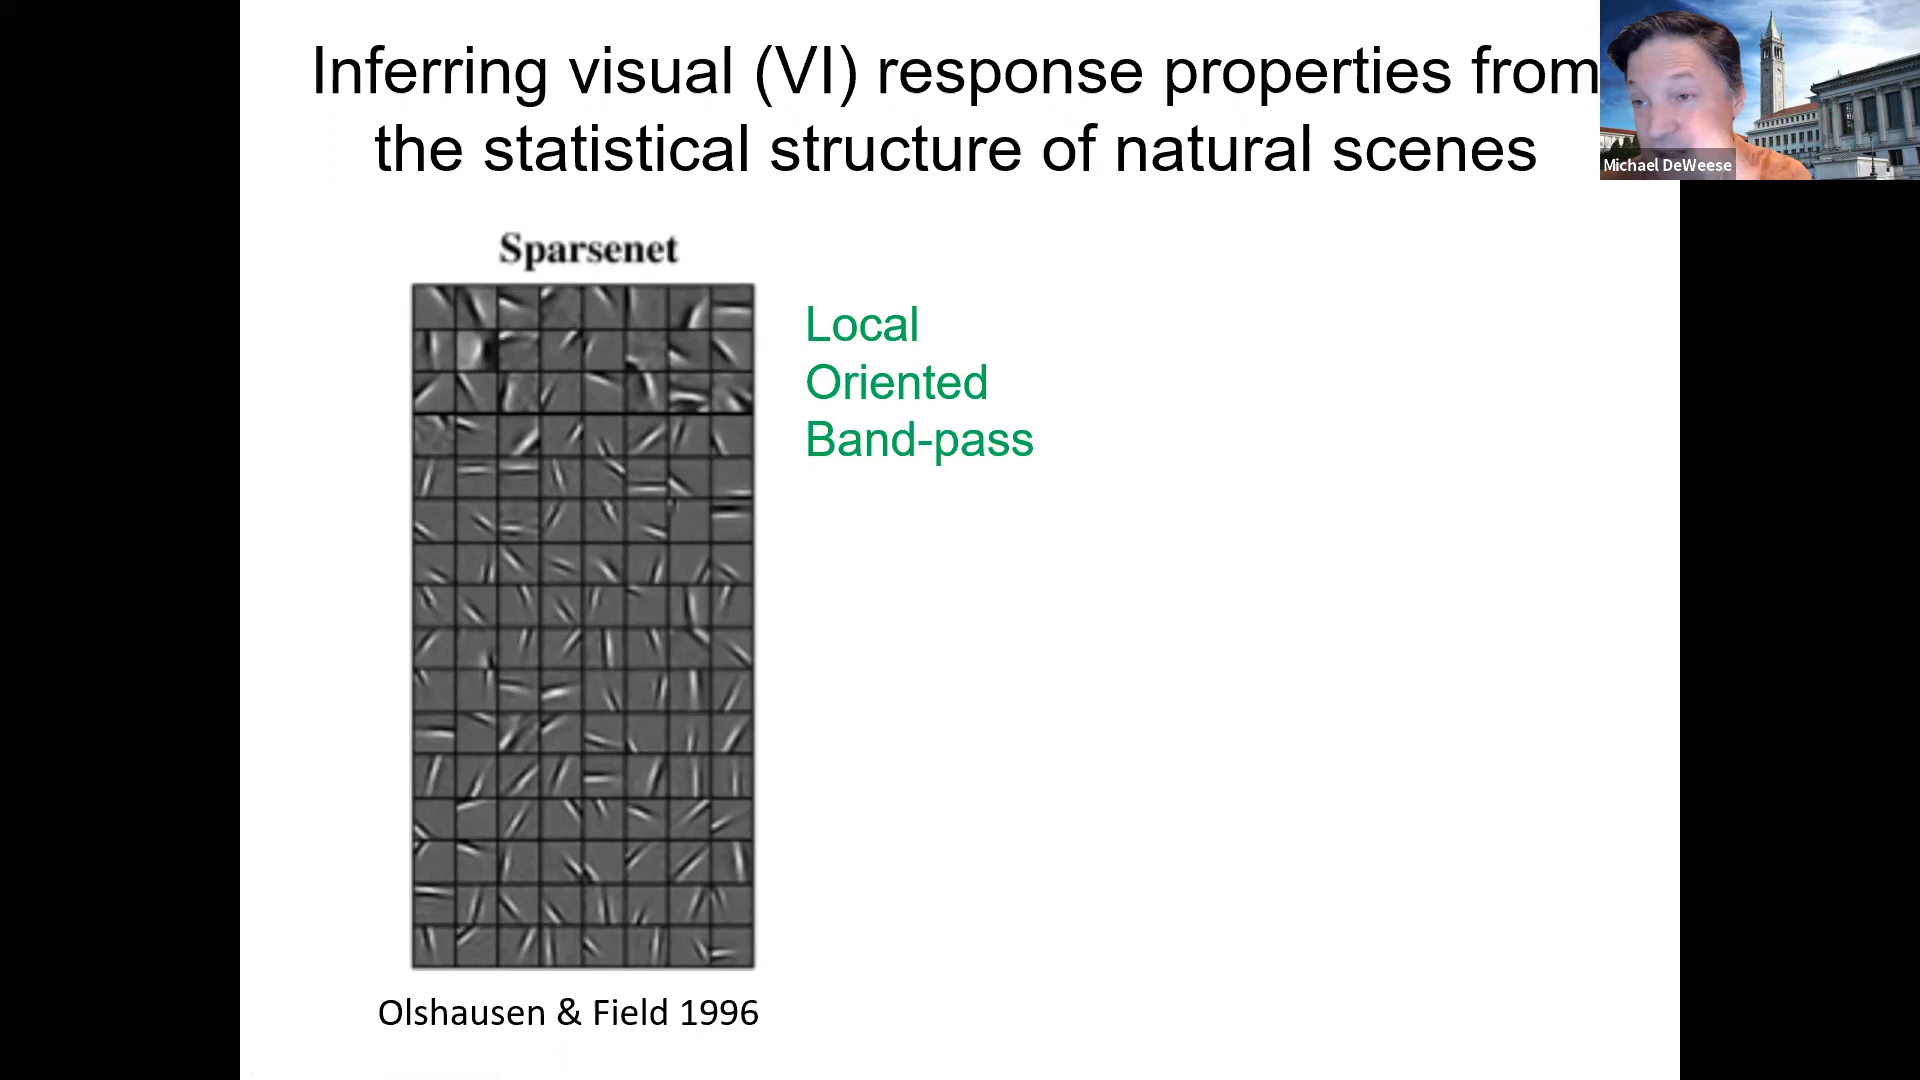 Inferring visual (VI) response properties from
the statistical structure of natural scenes
Michael DeWeese
Sparsenet
Local
Oriented
Band-pass
Olshausen & Field 1996